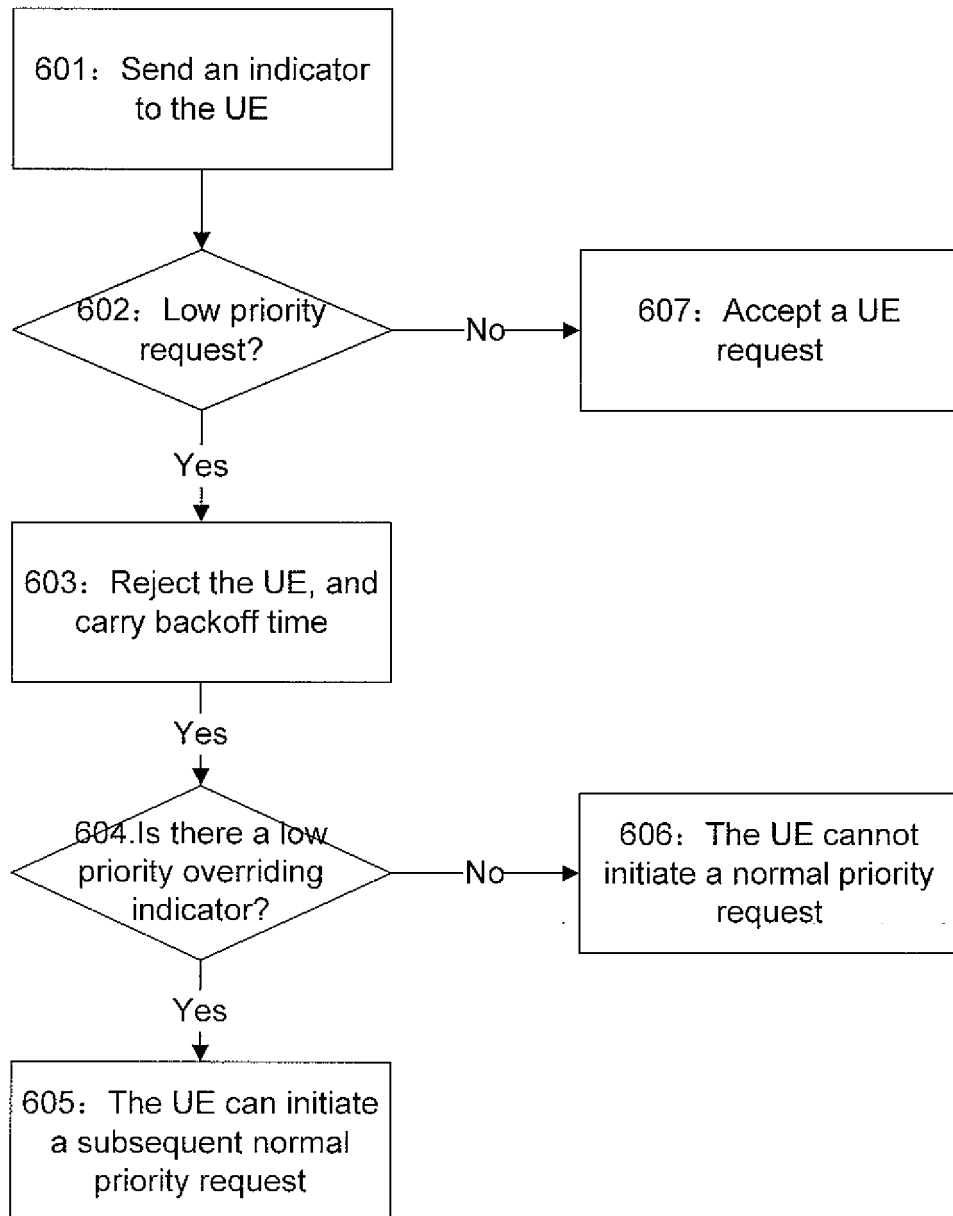 601：Send an indicator
to the UE
602：Low priority
request?
No
607：Accept a UE
request
Yes
603：Reject the UE, and
carry backoff time
Yes
604.Is there a low
priority overriding
indicator?
No
606：The UE cannot
initiate a normal priority
request
Yes
605：The UE can initiate
a subsequent normal
priority request